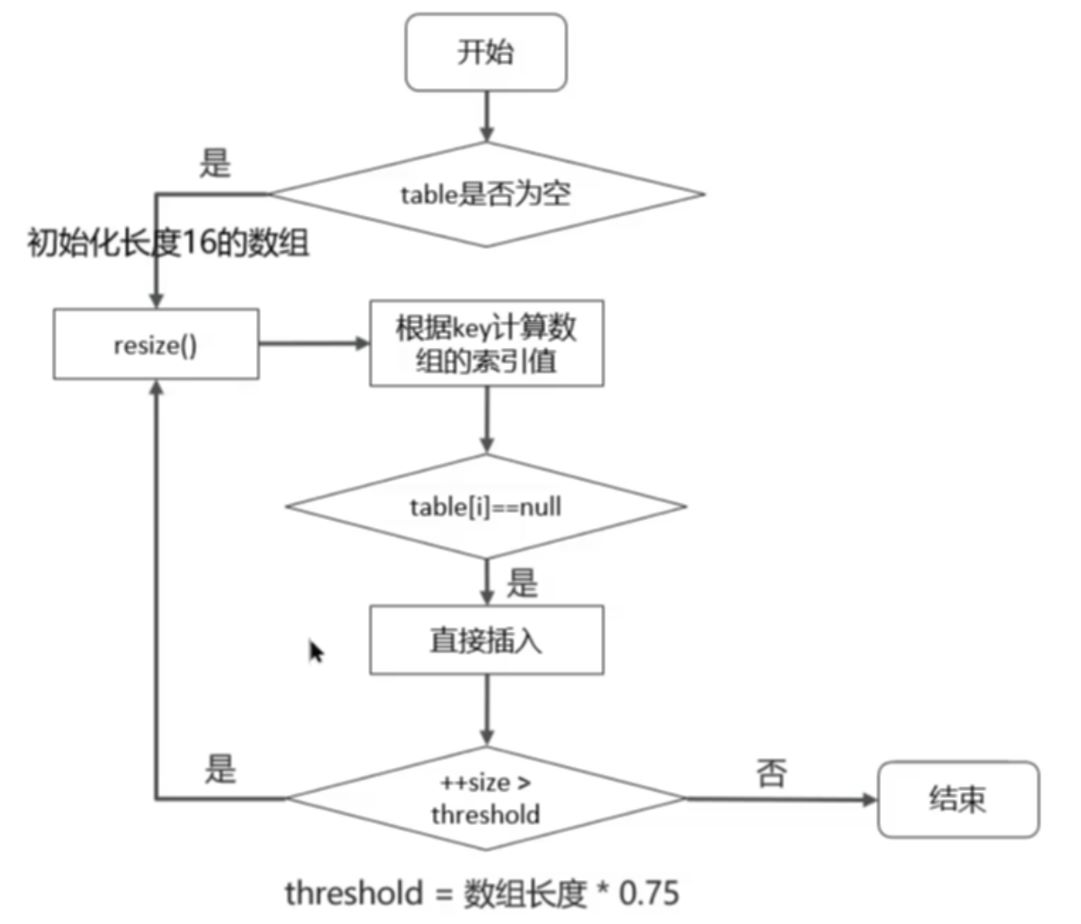 开始
是
table是否为空
初始化长度16的数组
resize()
根据key计算数
组的索引值
table[i]==null
是
直接插入
是
++size >
threshold
否
结束
threshold = 数组长度 * 0.75